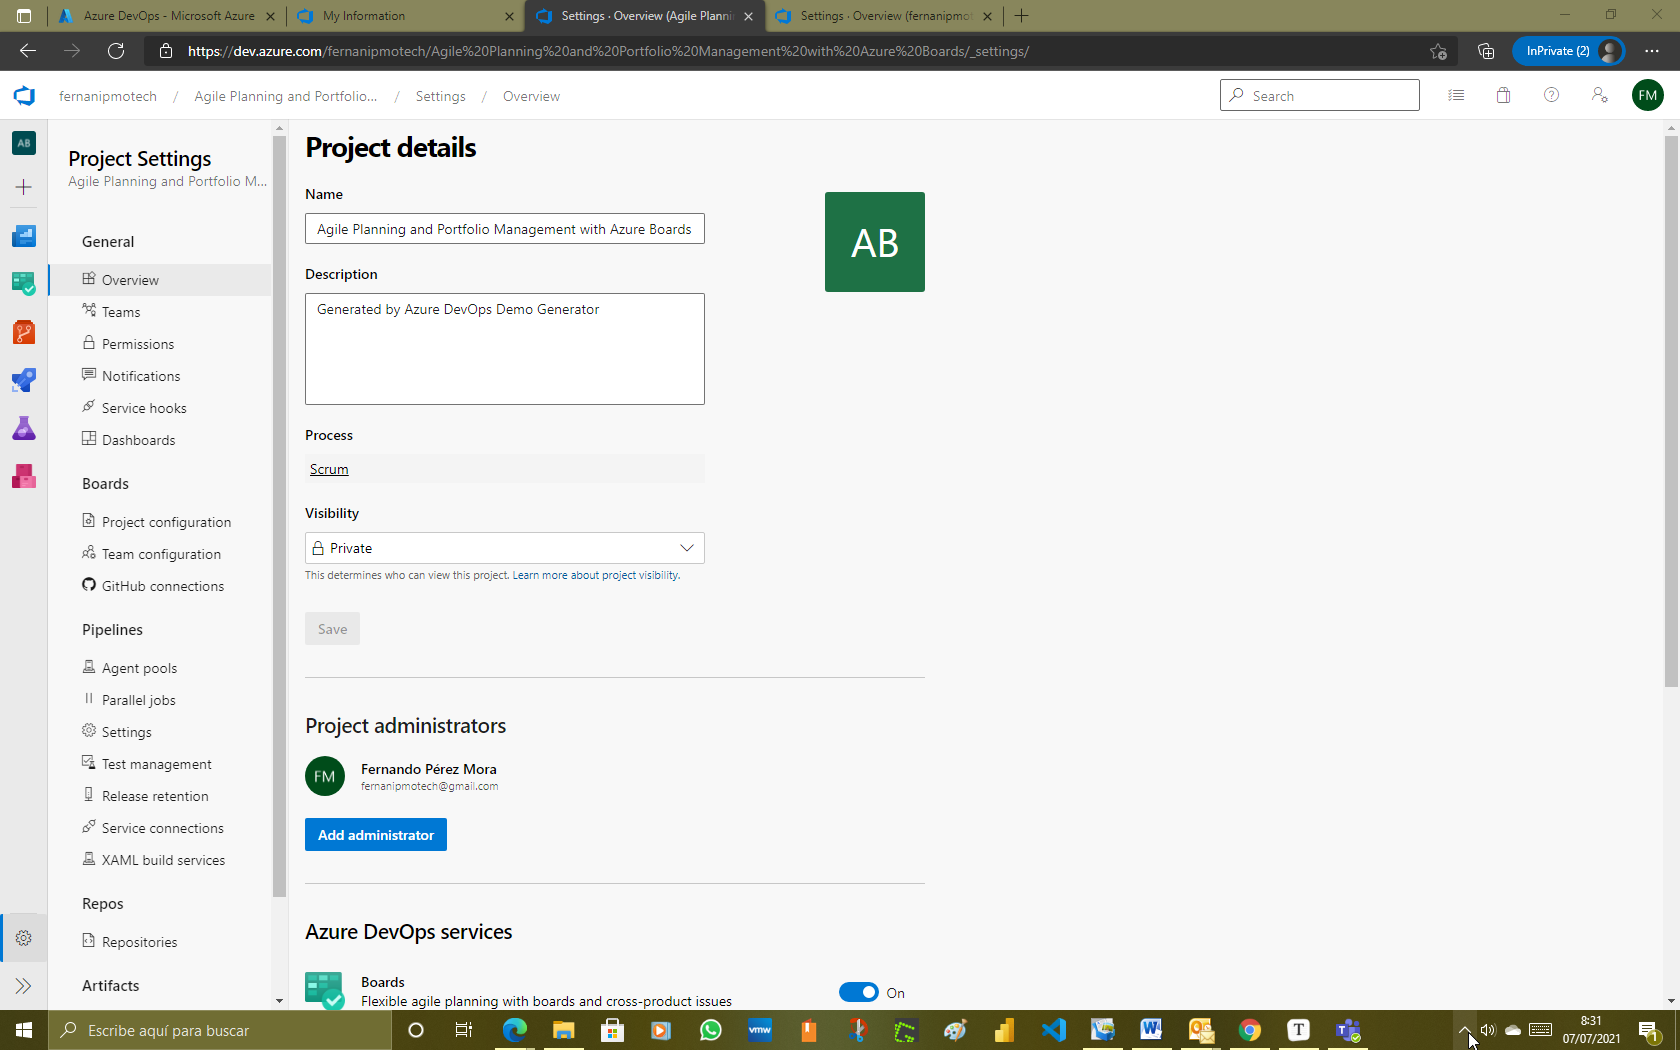 Azure DevOps - Microsoft Azure
My Information
Settings · Overview (Agile Planni
Settings · Overview (fernanipmot
https://dev.azure.com/fernanipmotech/Agile%20Planning%20and%20Portfolio%20Management%20with%20Azure%20Boards/_settings/
InPrivate (2)
fernanipmotech / Agile Planning and Portfolio... / Settings / Overview
Search
FM
AB
Project Settings
Agile Planning and Portfolio M...
General
Overview
Teams
Permissions
Notifications
Service hooks
Dashboards
Boards
Project configuration
Team configuration
GitHub connections
Pipelines
Agent pools
Parallel jobs
Settings
Test management
Release retention
Service connections
XAML build services
Repos
Repositories
Artifacts
Project details
Name
Agile Planning and Portfolio Management with Azure Boards
AB
Description
Generated by Azure DevOps Demo Generator
Process
Scrum
Visibility
Private
This determines who can view this project. Learn more about project visibility.
Save
Project administrators
FM
Fernando Pérez Mora
fernanipmotech@gmail.com
Add administrator
Azure DevOps services
Boards
Flexible agile planning with boards and cross-product issues
On
Escribe aquí para buscar
vmw
W
T
8:31
07/07/2021
1